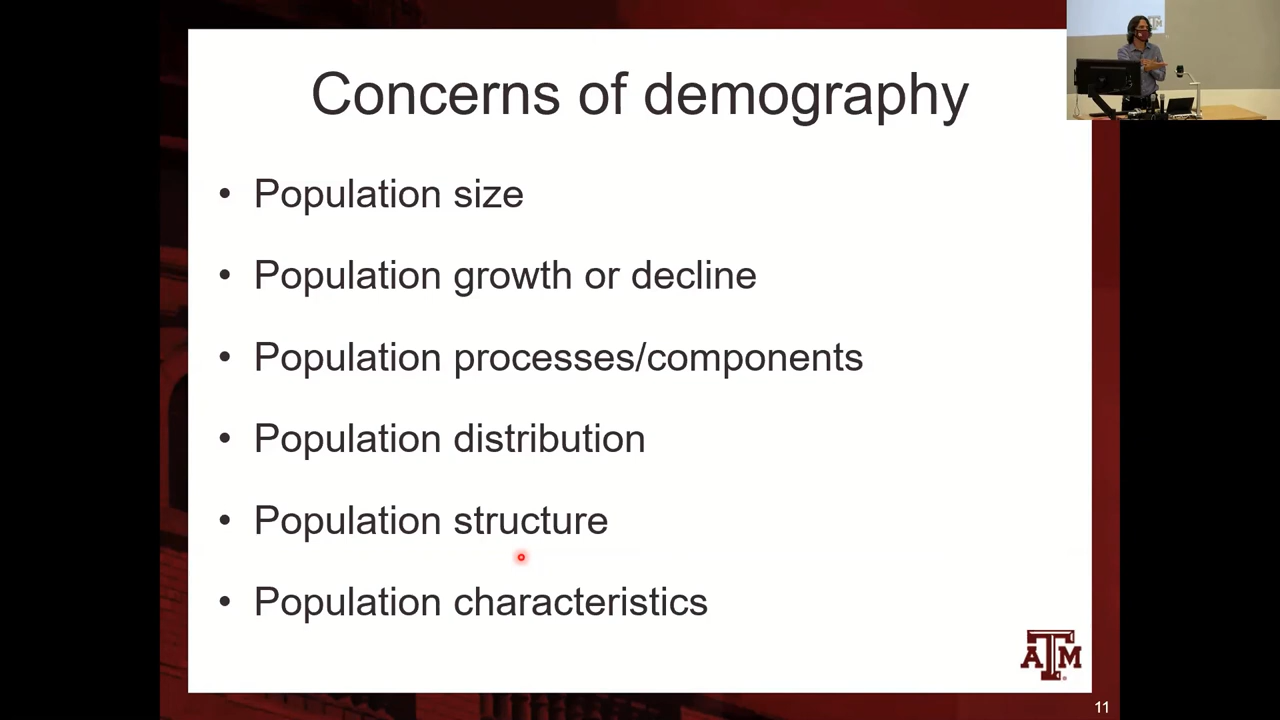 Concerns of demography
• Population size
• Population growth or decline
• Population processes/components
• Population distribution
• Population structure
• Population characteristics
ATM
11